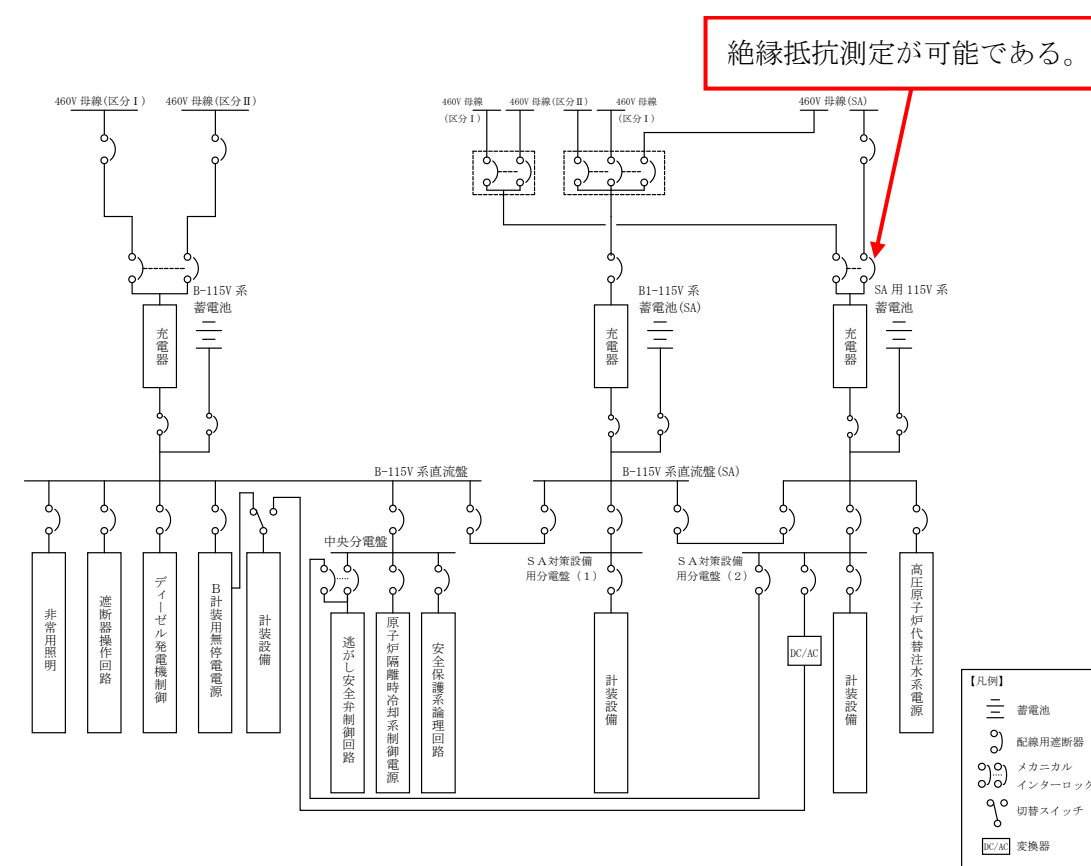 絶縁抵抗測定が可能である。
460V 母線(区分Ⅰ)
460V 母線(区分Ⅱ)
460V 母線
(区分Ⅰ)
460V 母線(区分Ⅱ)
460V 母線
(区分Ⅰ)
460V 母線(SA)
B-115V 系
蓄電池
充電器
B1-115V 系
蓄電池(SA)
充電器
SA 用 115V 系
蓄電池
充電器
B-115V 系直流盤
B-115V 系直流盤(SA)
中央分電盤
SA対策設備
用分電盤(1)
SA対策設備
用分電盤(2)
非常用照明
遮断器操作回路
ディーゼル発電機制御
B計装用無停電電源
計装設備
逃がし安全弁制御回路
原子炉隔離時冷却系制御電源
安全保護系論理回路
計装設備
DC/AC
計装設備
高圧原子炉代替注水系電源
【凡例】
蓄電池
配線用遮断器
メカニカル
インターロック
切替スイッチ
DC/AC 変換器